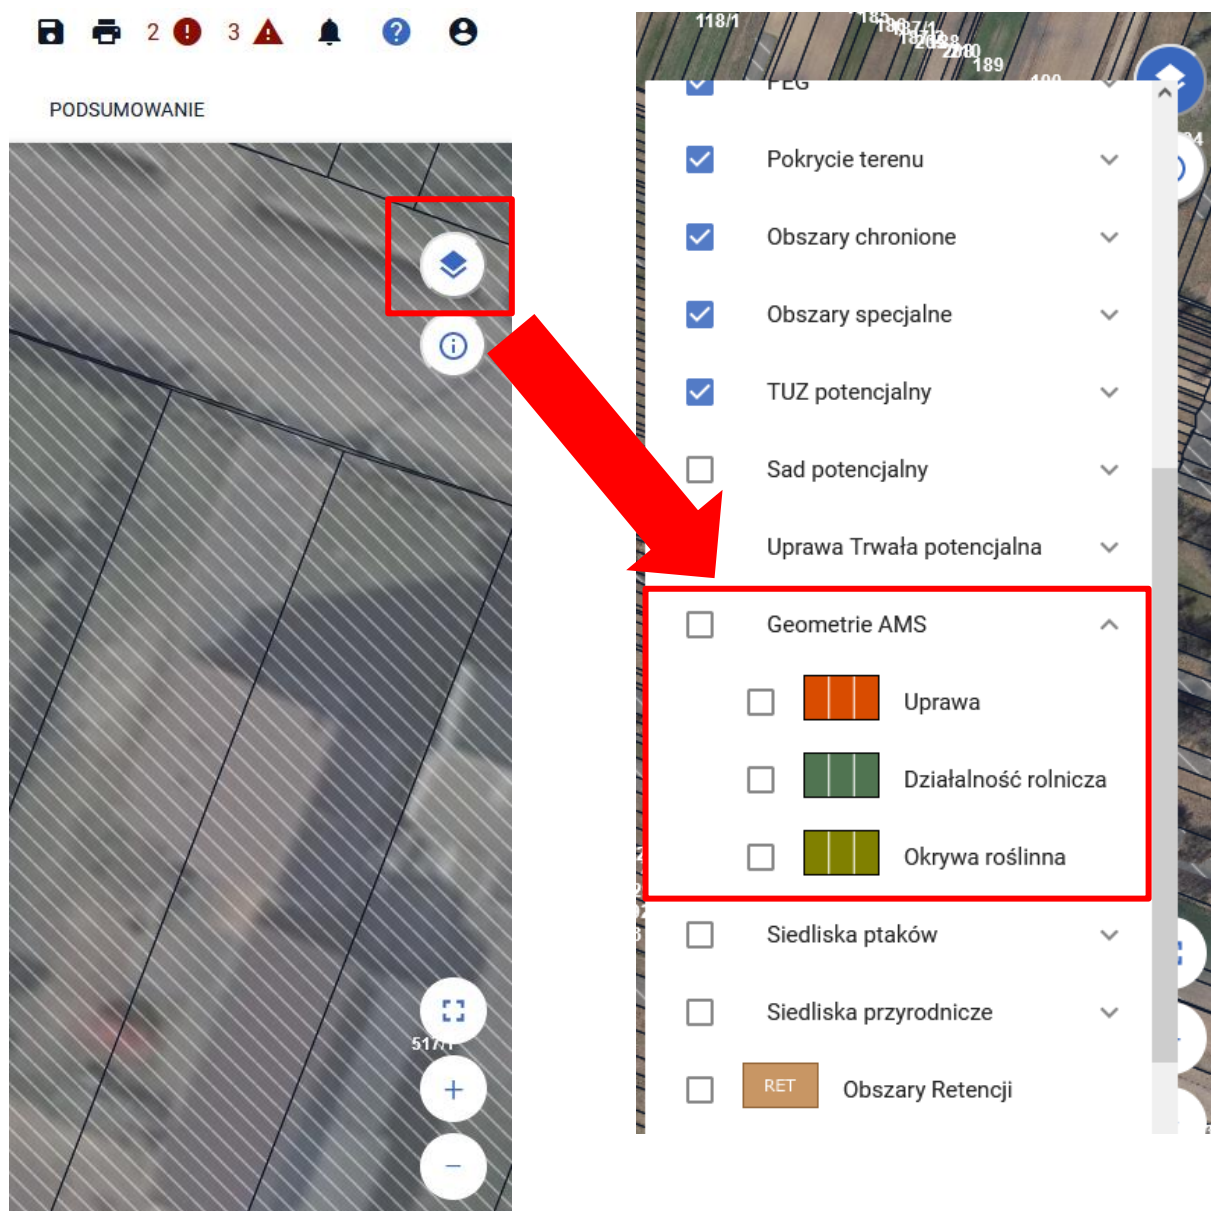 2
3
PODSUMOWANIE
517/1
118/1
189
PEG
Pokrycie terenu
Obszary chronione
Obszary specjalne
TUZ potencjalny
Sad potencjalny
Uprawa Trwała potencjalna
Geometrie AMS
Uprawa
Działalność rolnicza
Okrywa roślinna
Siedliska ptaków
Siedliska przyrodnicze
RET Obszary Retencji